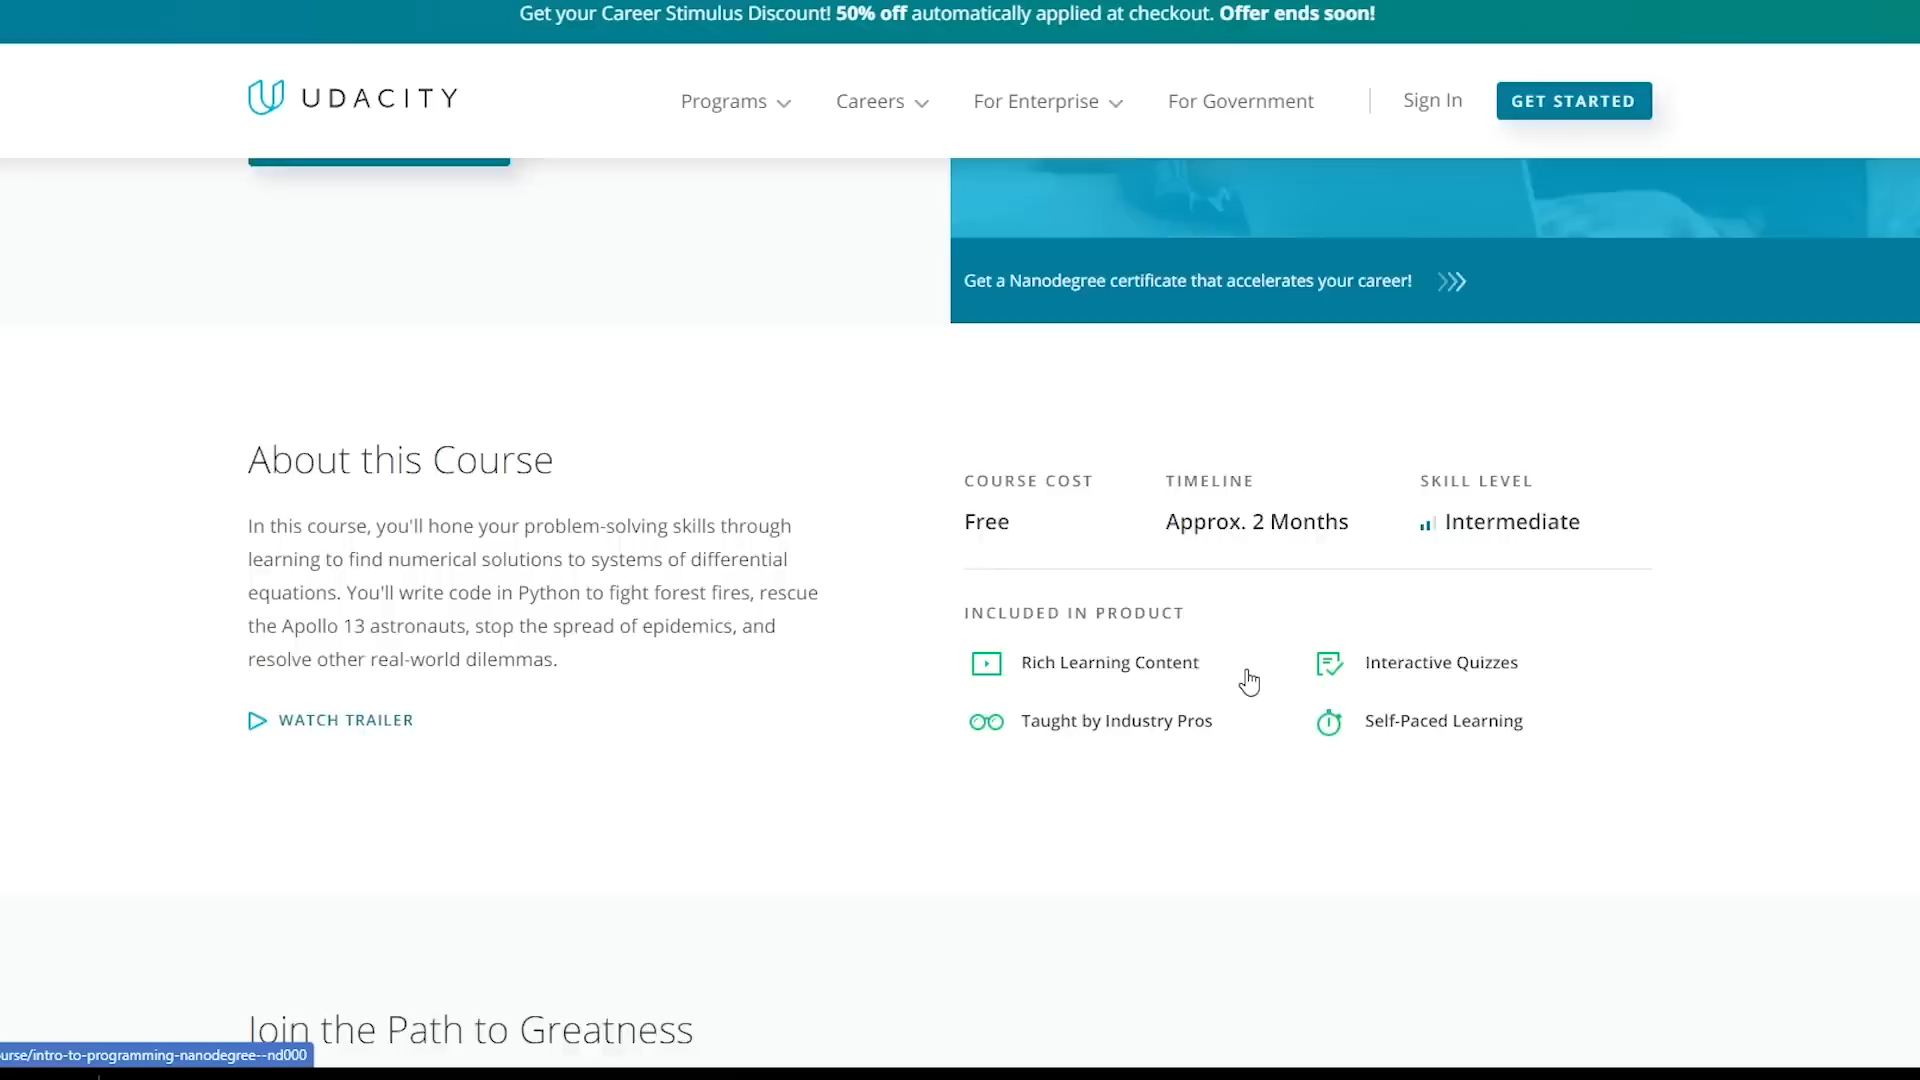 Get your Career Stimulus Discount! 50% off automatically applied at checkout. Offer ends soon!
UDACITY
Programs
Careers
For Enterprise
For Government
Sign In
GET STARTED
Get a Nanodegree certificate that accelerates your career!
About this Course
In this course, you'll hone your problem-solving skills through
learning to find numerical solutions to systems of differential
equations. You'll write code in Python to fight forest fires, rescue
the Apollo 13 astronauts, stop the spread of epidemics, and
resolve other real-world dilemmas.
WATCH TRAILER
COURSE COST
Free
TIMELINE
Approx. 2 Months
SKILL LEVEL
Intermediate
INCLUDED IN PRODUCT
Rich Learning Content
Interactive Quizzes
Taught by Industry Pros
Self-Paced Learning
Join the Path to Greatness
urse/intro-to-programming-nanodegree--nd000